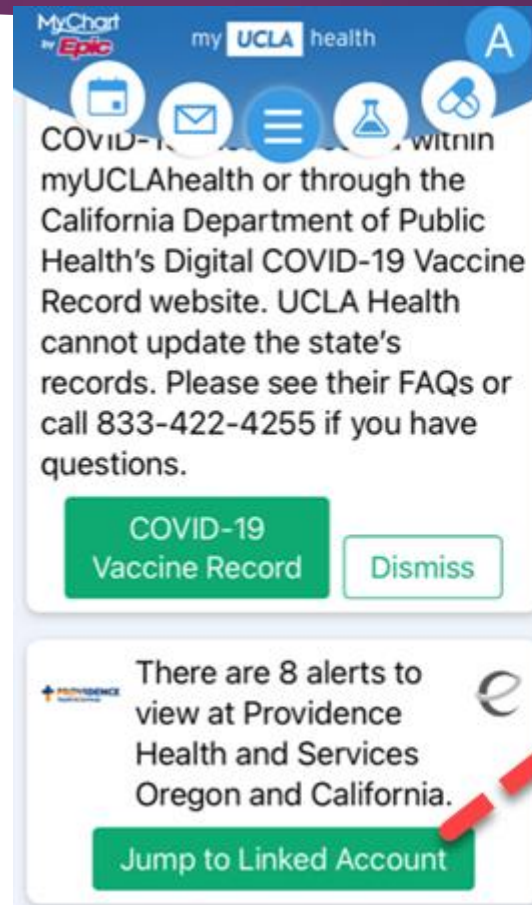 MyChart
by Epic
my UCLA health
A
COVID- within
myUCLAhealth or through the
California Department of Public
Health's Digital COVID-19 Vaccine
Record website. UCLA Health
cannot update the state's
records. Please see their FAQs or
call 833-422-4255 if you have
questions.
COVID-19
Vaccine Record
Dismiss
PROVIDENCE
There are 8 alerts to
view at Providence
Health and Services
Oregon and California.
Jump to Linked Account